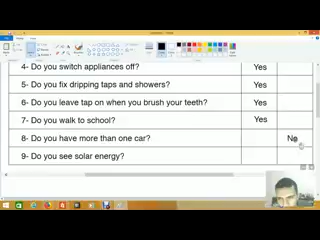 4- Do you switch appliances off? Yes
5- Do you fix dripping taps and showers? Yes
6- Do you leave tap on when you brush your teeth? Yes
7- Do you walk to school? Yes
8- Do you have more than one car? No
9- Do you see solar energy?